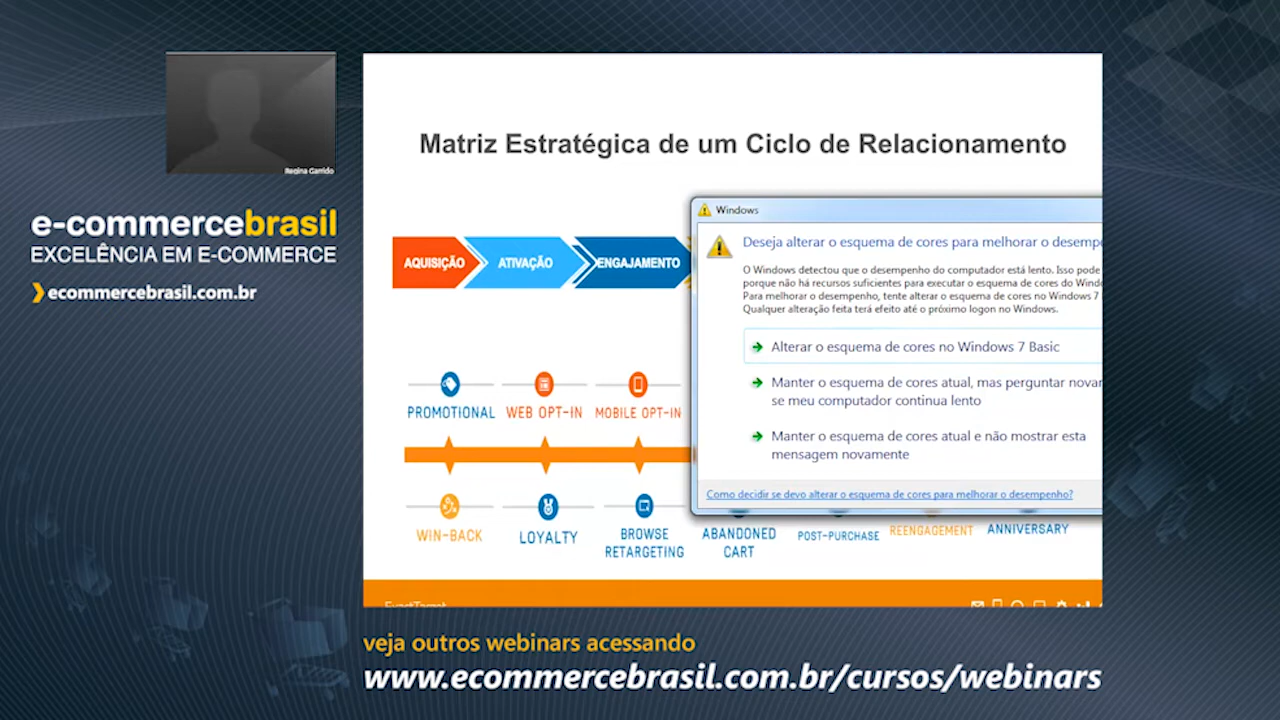 Regina Garrido
e-commercebrasil
EXCELÊNCIA EM E-COMMERCE
ecommercebrasil.com.br
Matriz Estratégica de um Ciclo de Relacionamento
AQUISIÇÃO
ATIVAÇÃO
ENGAJAMENTO
PROMOTIONAL
WEB OPT-IN
MOBILE OPT-IN
WIN-BACK
LOYALTY
BROWSE
RETARGETING
ABANDONED
CART
POST-PURCHASE
REENGAGEMENT
ANNIVERSARY
Windows
Deseja alterar o esquema de cores para melhorar o desemp
O Windows detectou que o desempenho do computador está lento. Isso pode
porque não há recursos suficientes para executar o esquema de cores do Windo
Para melhorar o desempenho, tente alterar o esquema de cores no Windows 7
Qualquer alteração feita terá efeito até o próximo logon no Windows.
Alterar o esquema de cores no Windows 7 Basic
Manter o esquema de cores atual, mas perguntar novar
se meu computador continua lento
Manter o esquema de cores atual e não mostrar esta
mensagem novamente
Como decidir se devo alterar o esquema de cores para melhorar o desempenho?
ExactTarget
veja outros webinars acessando
www.ecommercebrasil.com.br/cursos/webinars